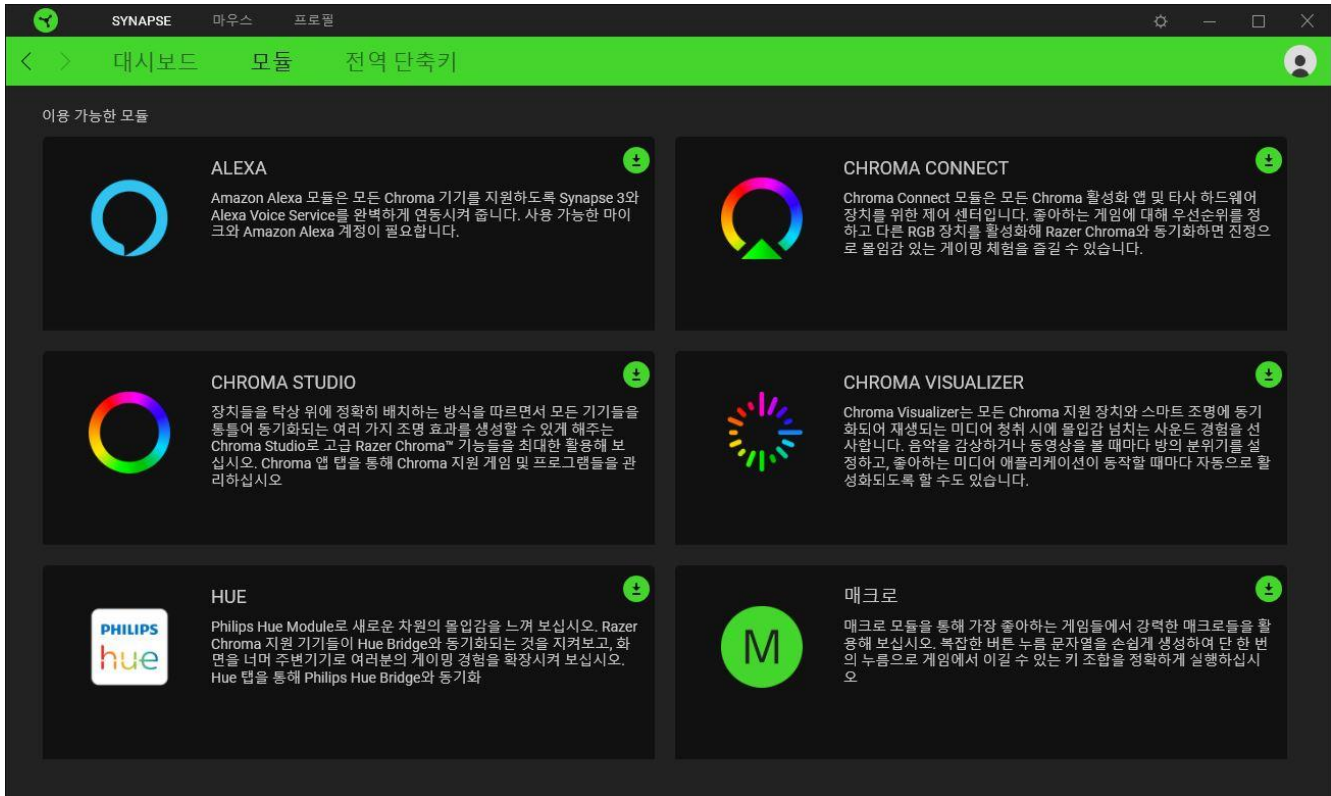 SYNAPSE 마우스 프로필
대시보드 모듈 전역 단축키
이용 가능한 모듈
ALEXA
Amazon Alexa 모듈은 모든 Chroma 기기를 지원하도록 Synapse 3와
Alexa Voice Service를 완벽하게 연동시켜 줍니다. 사용 가능한 마이
크와 Amazon Alexa 계정이 필요합니다.
CHROMA CONNECT
Chroma Connect 모듈은 모든 Chroma 활성화 앱 및 타사 하드웨어
장치를 위한 제어 센터입니다. 좋아하는 게임에 대해 우선순위를 정
하고 다른 RGB 장치를 활성화해 Razer Chroma와 동기화하면 진정으
로 몰입감 있는 게이밍 체험을 즐길 수 있습니다.
CHROMA STUDIO
장치들을 탁상 위에 정확히 배치하는 방식을 따르면서 모든 기기들을
통틀어 동기화되는 여러 가지 조명 효과를 생성할 수 있게 해주는
Chroma Studio로 고급 Razer Chroma™ 기능들을 최대한 활용해 보
십시오. Chroma 앱 탭을 통해 Chroma 지원 게임 및 프로그램들을 관
리하십시오
CHROMA VISUALIZER
Chroma Visualizer는 모든 Chroma 지원 장치와 스마트 조명에 동기
화되어 재생되는 미디어 청취 시에 몰입감 넘치는 사운드 경험을 선
사합니다. 음악을 감상하거나 동영상을 볼 때마다 방의 분위기를 설
정하고, 좋아하는 미디어 애플리케이션이 동작할 때마다 자동으로 활
성화되도록 할 수도 있습니다.
PHILIPS
hue
HUE
Philips Hue Module로 새로운 차원의 몰입감을 느껴 보십시오. Razer
Chroma 지원 기기들이 Hue Bridge와 동기화되는 것을 지켜보고, 화
면을 너머 주변기기로 여러분의 게이밍 경험을 확장시켜 보십시오.
Hue 탭을 통해 Philips Hue Bridge와 동기화
M
매크로
매크로 모듈을 통해 가장 좋아하는 게임들에서 강력한 매크로들을 활
용해 보십시오. 복잡한 버튼 누름 문자열을 손쉽게 생성하여 단 한 번
의 누름으로 게임에서 이길 수 있는 키 조합을 정확하게 실행하십시
오